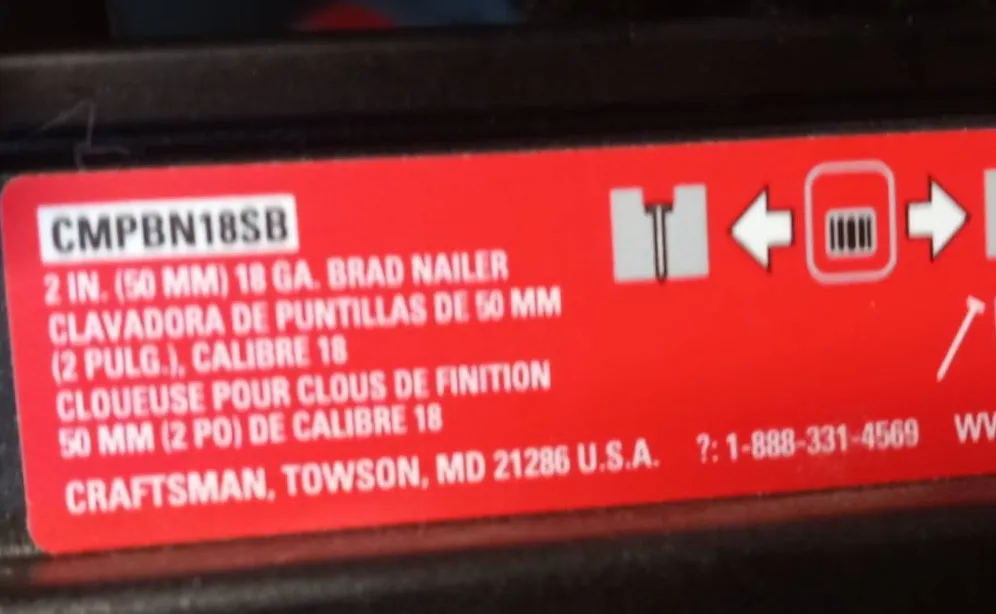 CMPBN18SB
2 IN. (50 MM) 18 GA. BRAD NAILER
CLAVADORA DE PUNTILLAS DE 50 MM
(2 PULG.), CALIBRE 18
CLOUEUSE POUR CLOUS DE FINITION
50 MM (2 PO) DE CALIBRE 18
CRAFTSMAN, TOWSON, MD 21286 U.S.A. ?: 1-888-331-4569